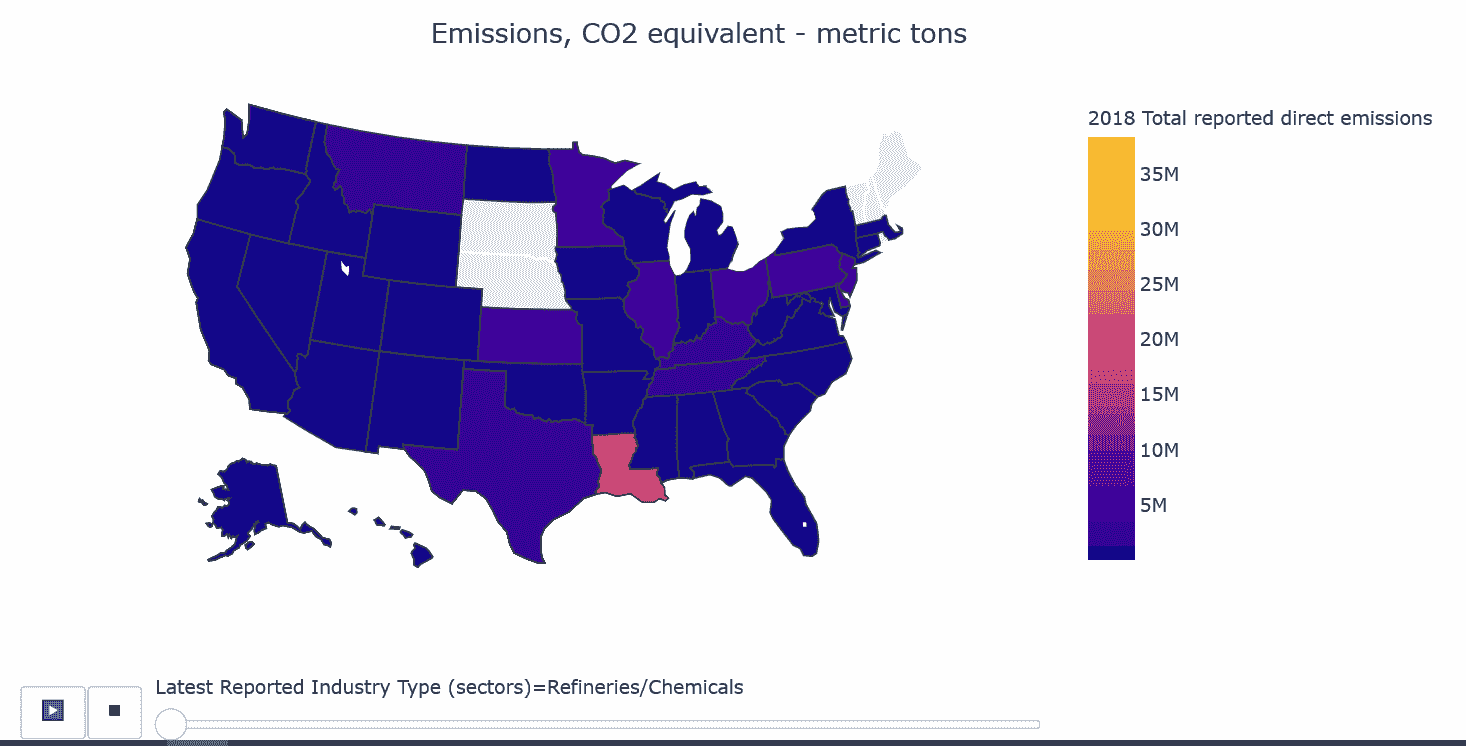 Emissions, CO2 equivalent - metric tons
2018 Total reported direct emissions
35M
30M
25M
20M
15M
10M
5M
Latest Reported Industry Type (sectors)=Refineries/Chemicals